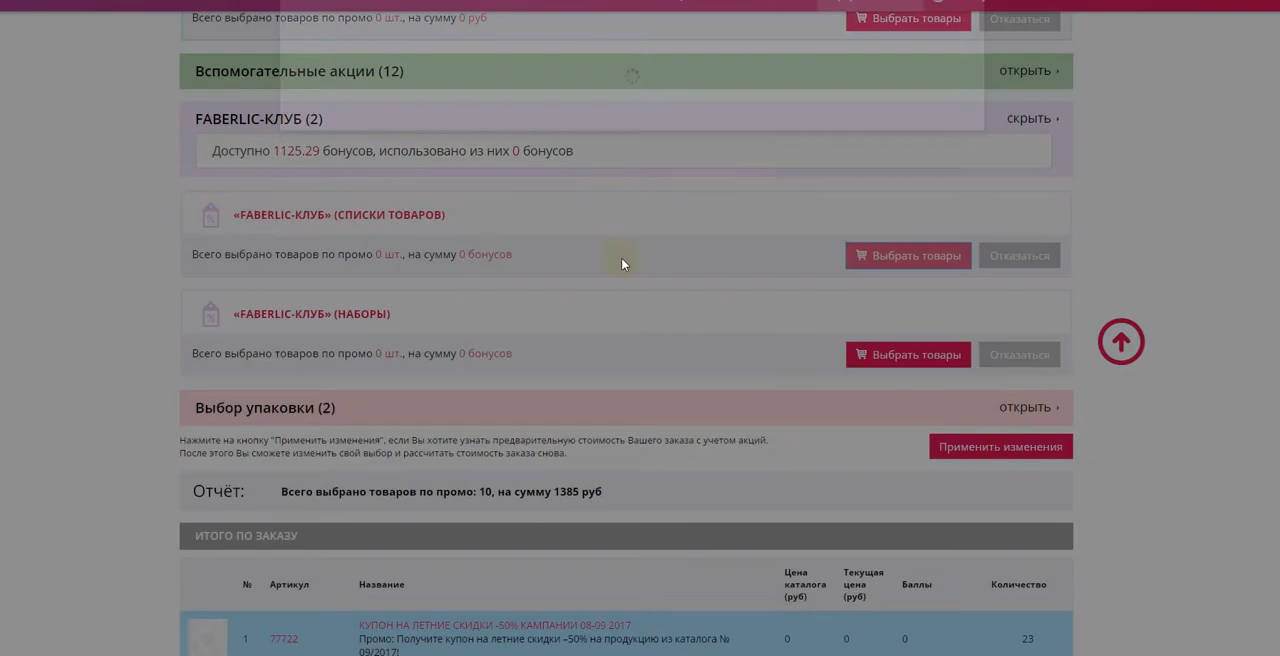 Всего выбрано товаров по промо 0 шт., на сумму 0 руб
Выбрать товары
Отказаться
Вспомогательные акции (12)
открыть ›
FABERLIC-КЛУБ (2)
скрыть ›
Доступно 1125.29 бонусов, использовано из них 0 бонусов
«FABERLIC-КЛУБ» (СПИСКИ ТОВАРОВ)
Всего выбрано товаров по промо 0 шт., на сумму 0 бонусов
Выбрать товары
Отказаться
«FABERLIC-КЛУБ» (НАБОРЫ)
Всего выбрано товаров по промо 0 шт., на сумму 0 бонусов
Выбрать товары
Отказаться
Выбор упаковки (2)
открыть ›
Нажмите на кнопку "Применить изменения", если Вы хотите узнать предварительную стоимость Вашего заказа с учетом акций.
После этого Вы сможете изменить свой выбор и рассчитать стоимость заказа снова.
Применить изменения
Отчёт:
Всего выбрано товаров по промо: 10, на сумму 1385 руб
ИТОГО ПО ЗАКАЗУ
№
Артикул
Название
Цена
каталога
(руб)
Текущая
цена
(руб)
Баллы
Количество
1
77722
КУПОН НА ЛЕТНИЕ СКИДКИ -50% КАМПАНИИ 08-09 2017
Промо: Получите купон на летние скидки –50% на продукцию из каталога №
09/2017!
0
0
0
23